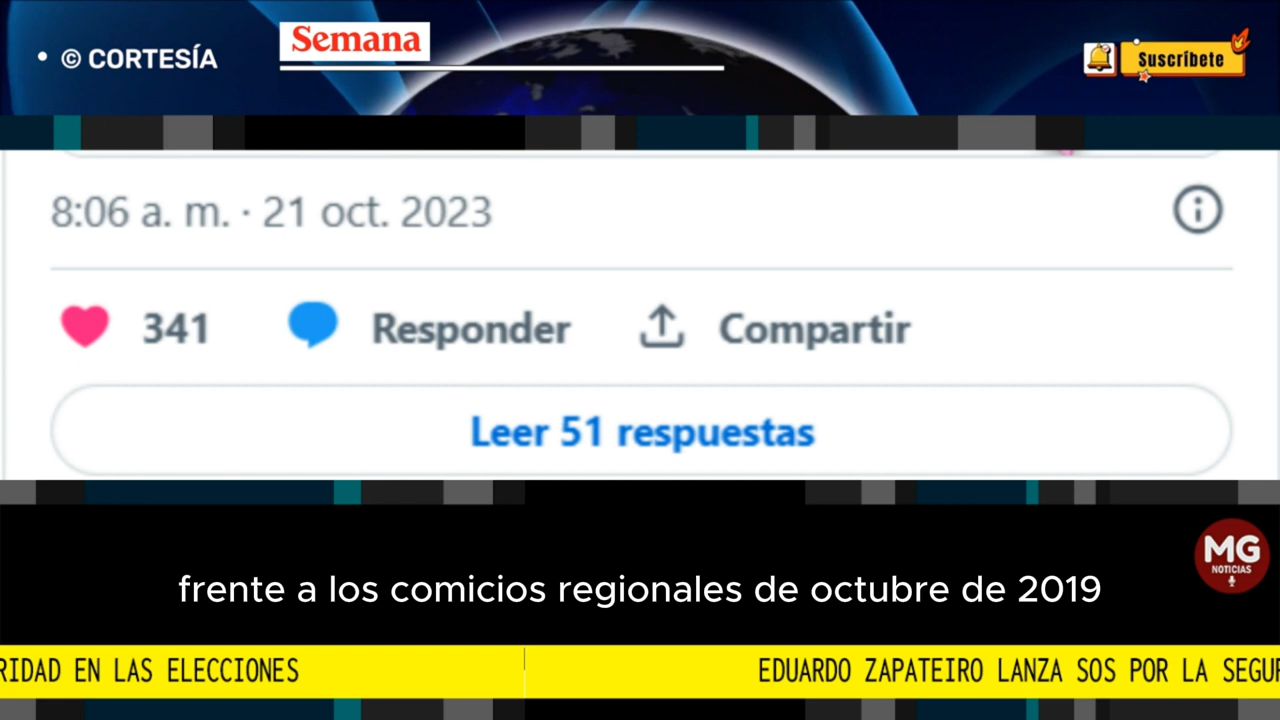 • © CORTESÍA
Semana
Suscríbete
8:06 a. m. · 21 oct. 2023
341 Responder Compartir
Leer 51 respuestas
MG
NOTICIAS
frente a los comicios regionales de octubre de 2019
RIDAD EN LAS ELECCIONES EDUARDO ZAPATEIRO LANZA SOS POR LA SEGUR